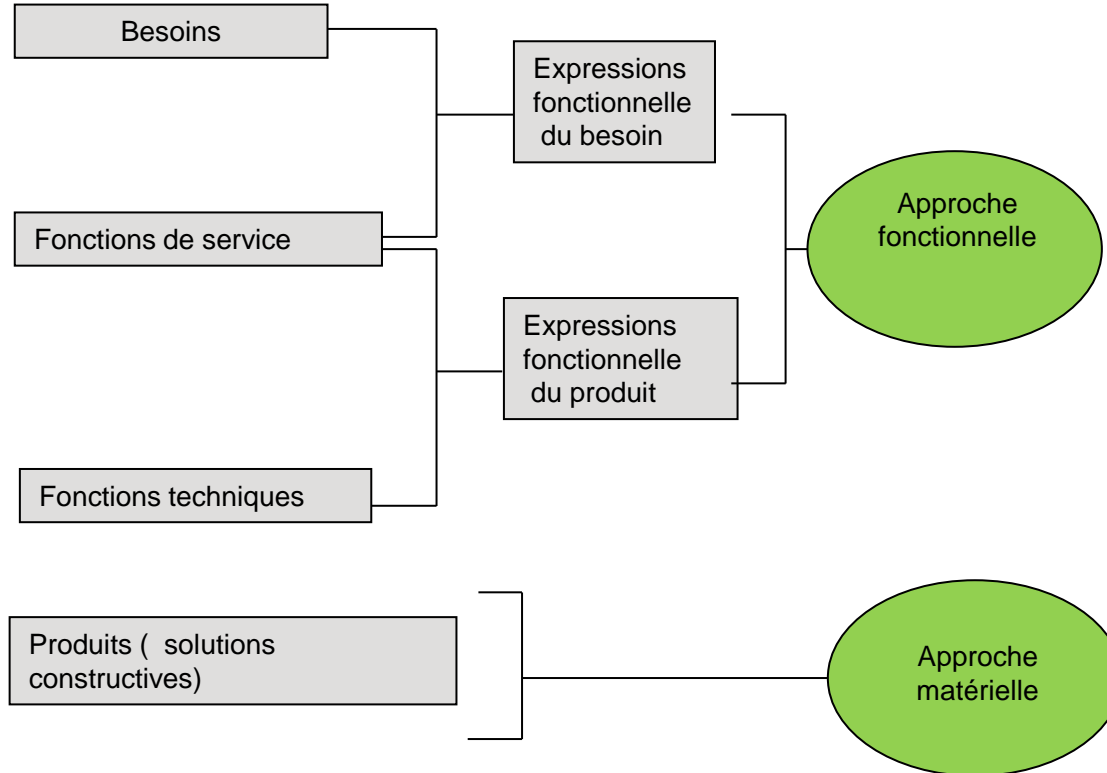 Besoins
Expressions
fonctionnelle
du besoin
Fonctions de service
Approche
fonctionnelle
Expressions
fonctionnelle
du produit
Fonctions techniques
Produits ( solutions
constructives)
Approche
matérielle